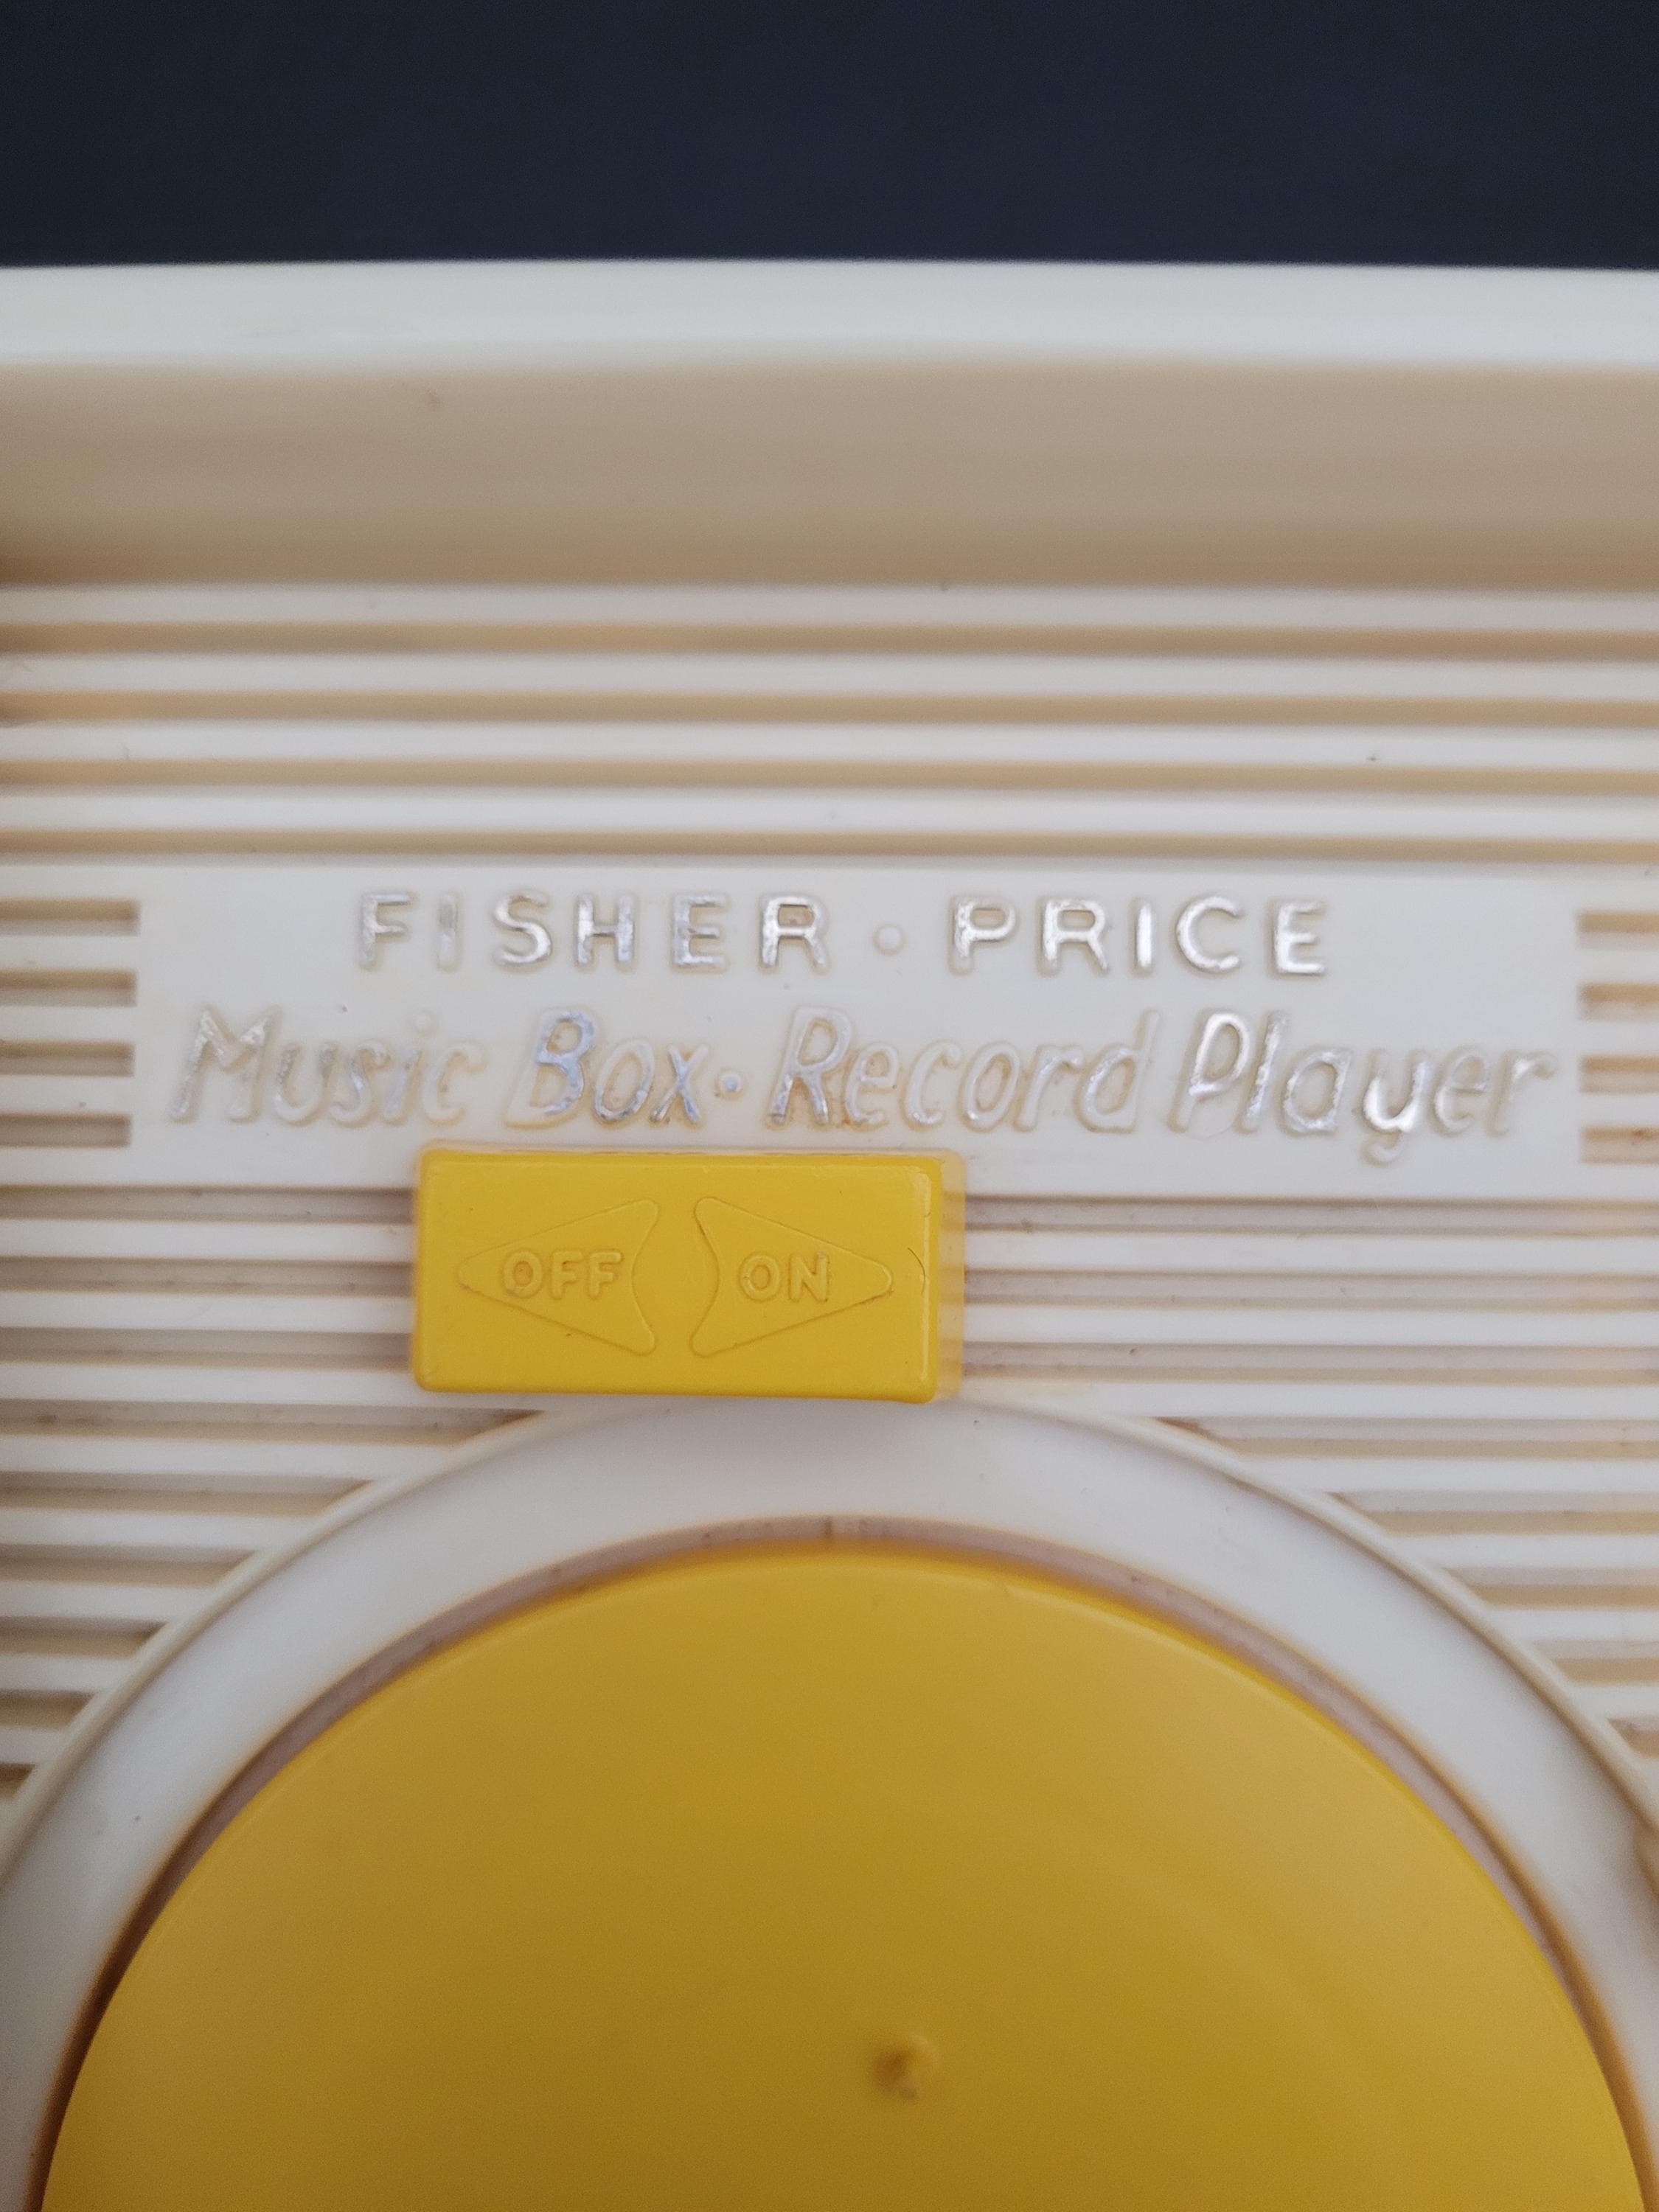 FISHER · PRICE
Music Box · Record Player
OFF ON